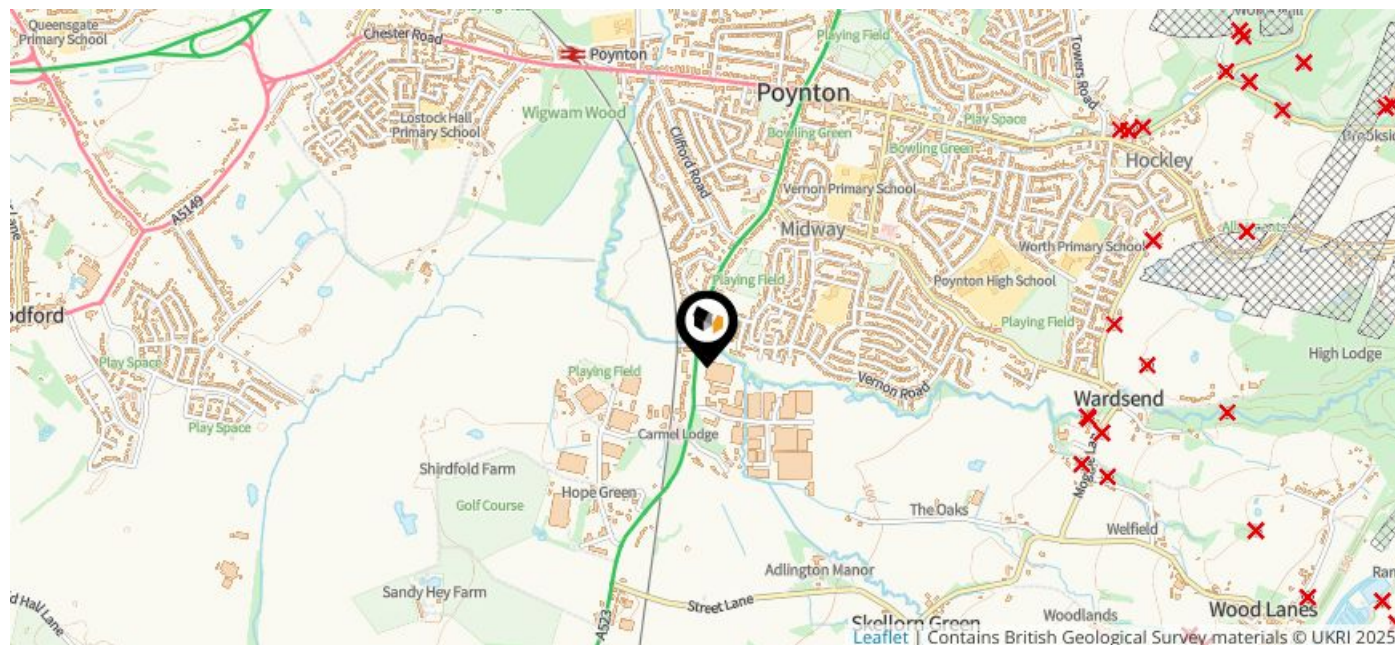 Queensgate
Primary School
Chester Road
Poynton
Playing Field
Towers Road
Poynton
Wigwam Wood
Lostock Hall
Primary School
Clifford Road
Bowling Green
Play Space
Bowling Green
Hockley
Vernon Primary School
A5149
Midway
Worth Primary School
Playing Field
Poynton High School
Playing Field
High Lodge
Play Space
Playing Field
Vernon Road
Wardsend
Play Space
Carmel Lodge
Shirdfold Farm
Hope Green
Golf Course
The Oaks
Welfield
Adlington Manor
Sandy Hey Farm
Street Lane
A523
Woodlands
Wood Lanes
Skellorn Green
Leaflet | Contains British Geological Survey materials © UKRI 2025